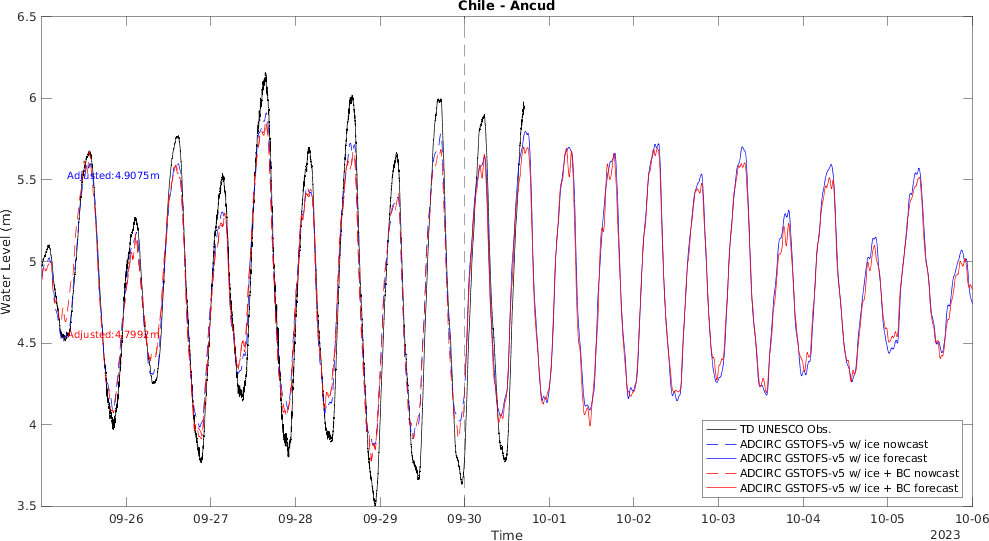 Chile - Ancud
6.5
6
5.5
5
4.5
4
3.5
Water Level (m)
Adjusted:4.9075m
Adjusted:4.7992m
TD UNESCO Obs.
ADCIRC GSTOFS-v5 w/ ice nowcast
ADCIRC GSTOFS-v5 w/ ice forecast
ADCIRC GSTOFS-v5 w/ ice + BC nowcast
ADCIRC GSTOFS-v5 w/ ice + BC forecast
09-26 09-27 09-28 09-29 09-30 10-01 10-02 10-03 10-04 10-05 10-06
Time
2023